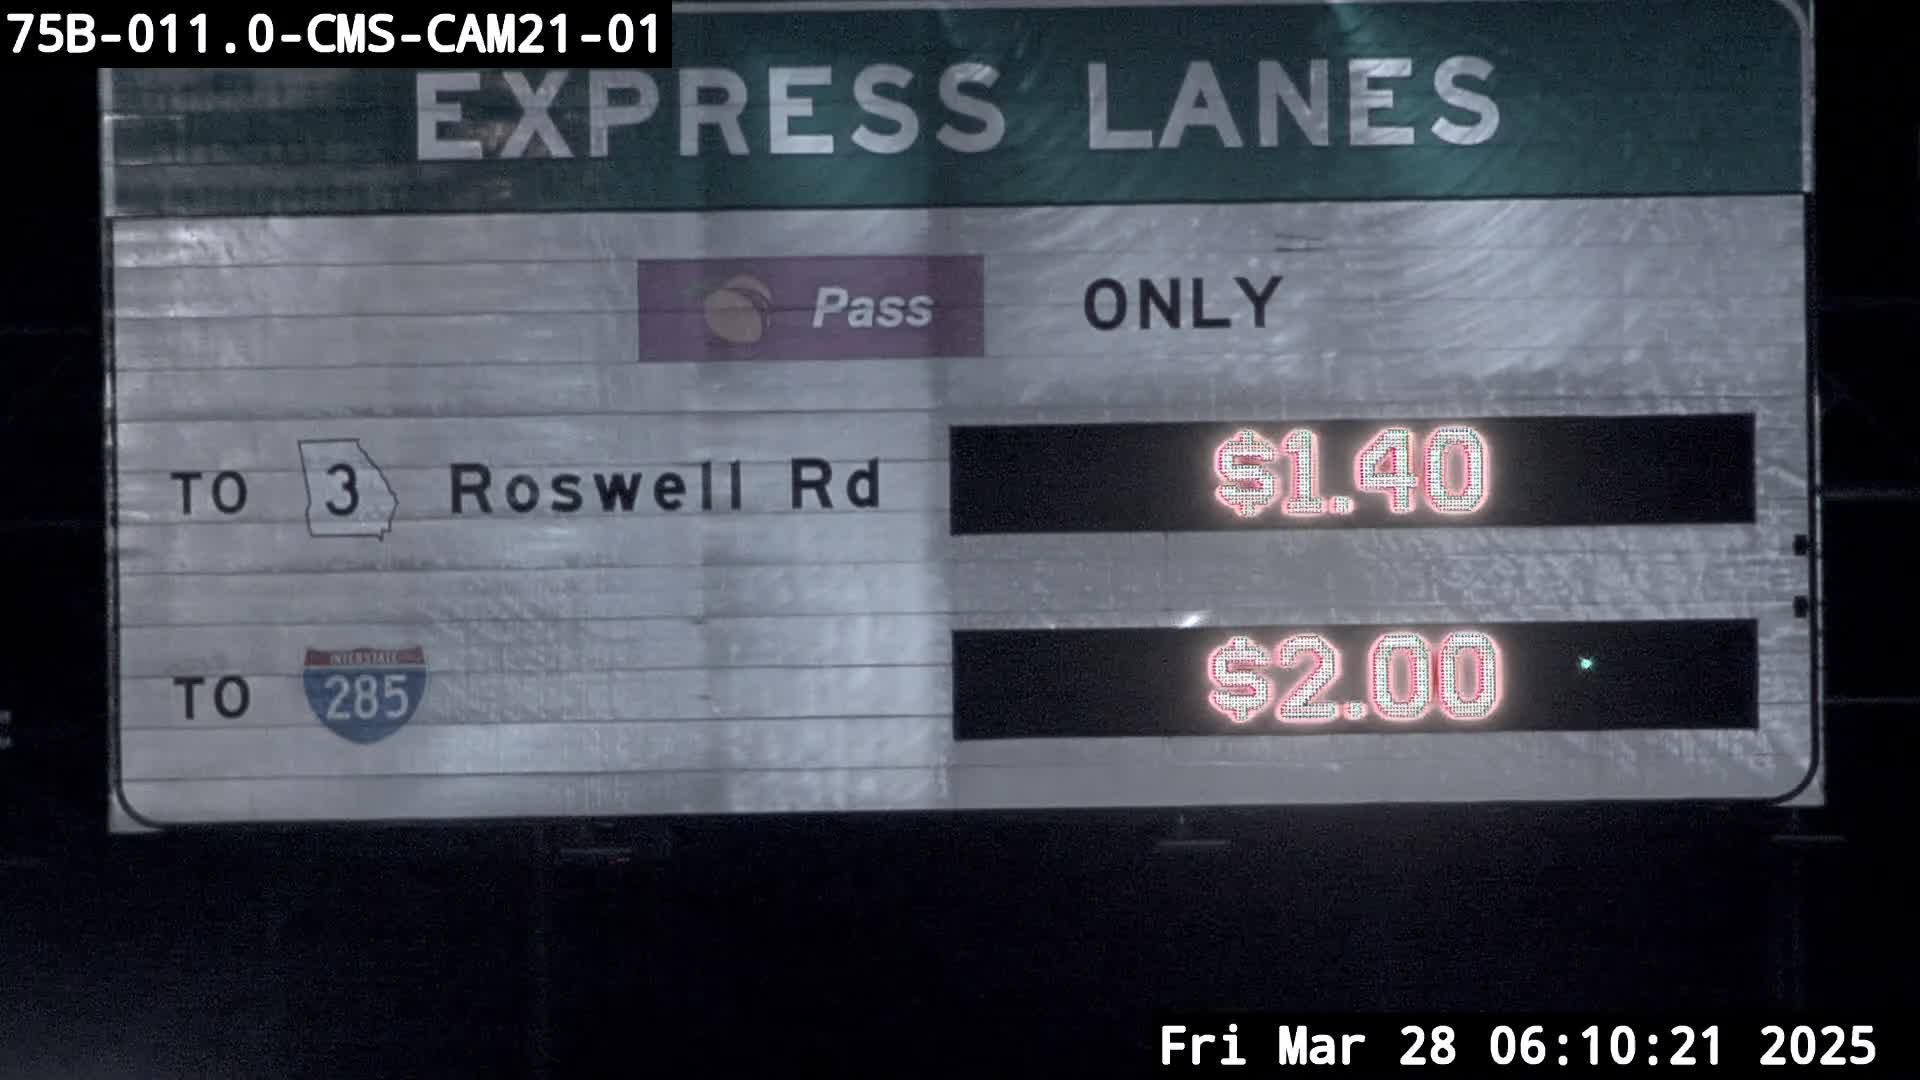 75B-011.0-CMS-CAM21-01
EXPRESS LANES
Pass ONLY
TO 3 Roswell Rd $1.40
INTERSTATE
TO 285 $2.00
Fri Mar 28 06:10:21 2025